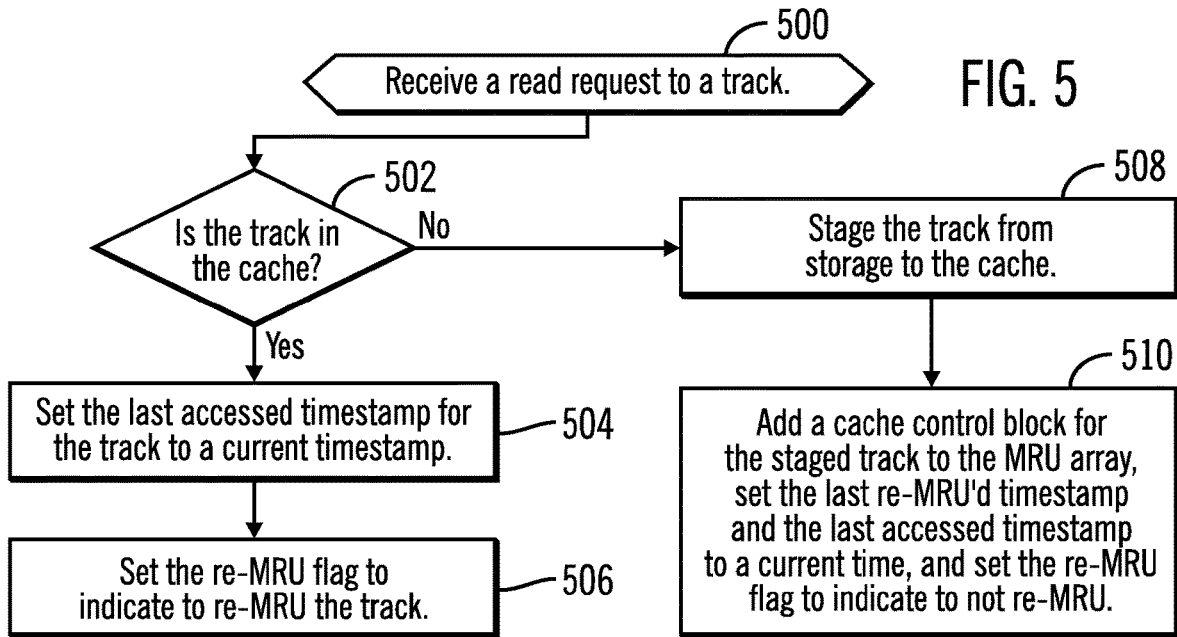 500
Receive a read request to a track.
FIG. 5
502
Is the track in
the cache?
No
Yes
508
Stage the track from
storage to the cache.
Set the last accessed timestamp for
the track to a current timestamp.
504
Set the re-MRU flag to
indicate to re-MRU the track.
506
510
Add a cache control block for
the staged track to the MRU array,
set the last re-MRU'd timestamp
and the last accessed timestamp
to a current time, and set the re-MRU
flag to indicate to not re-MRU.